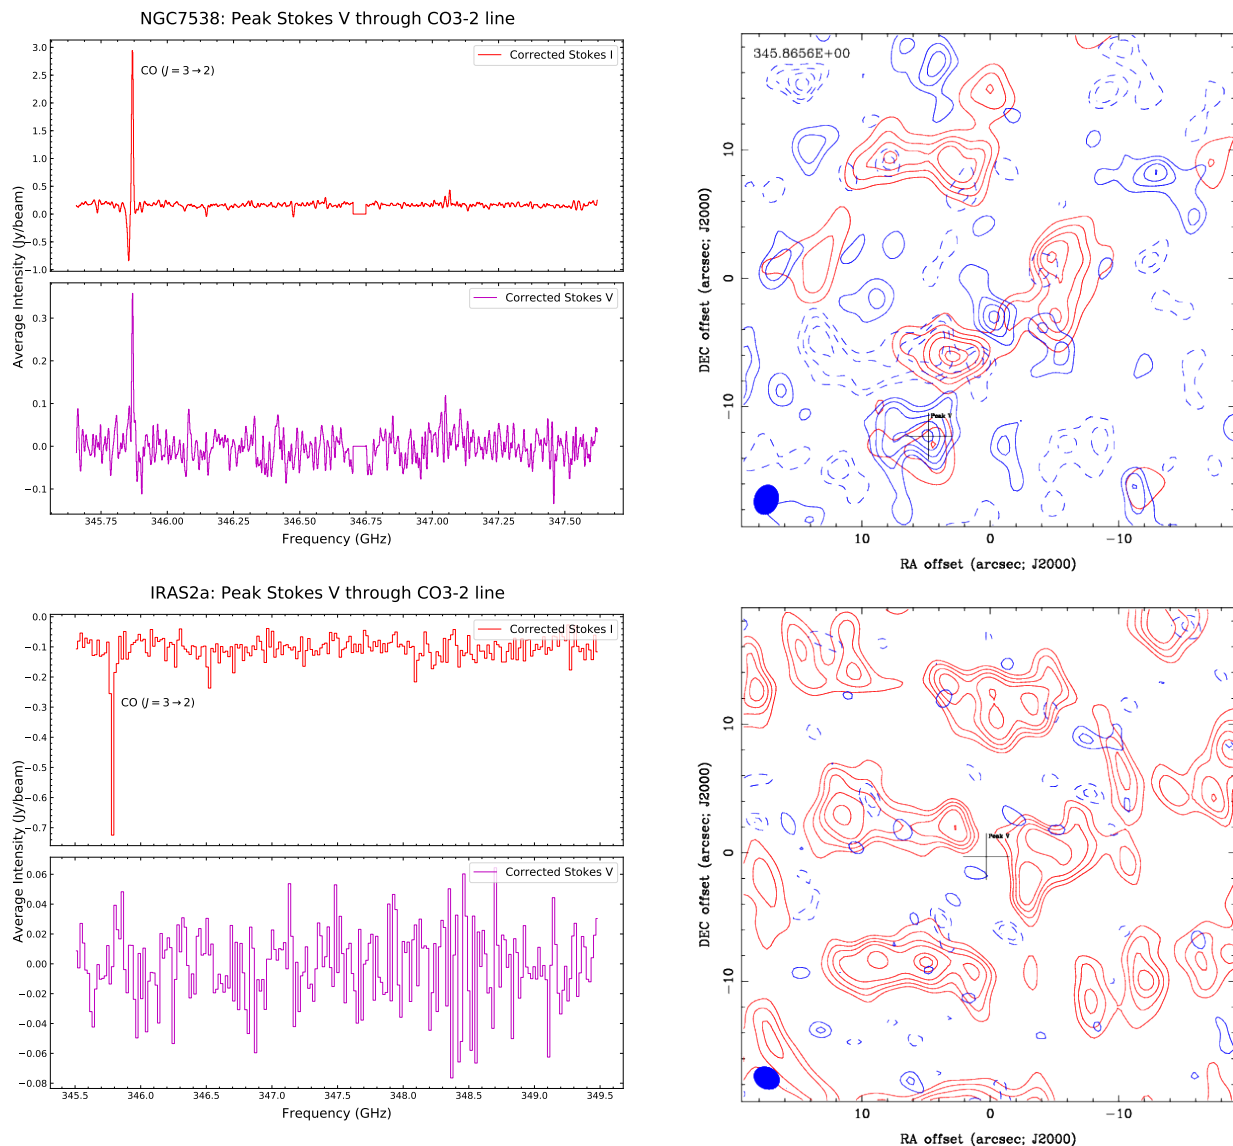 NGC7538: Peak Stokes V through CO3-2 line
3.0
2.5
2.0
1.5
1.0
0.5
0.0
−0.5
−1.0
Corrected Stokes I
CO (J = 3 → 2)
0.3
0.2
0.1
0.0
−0.1
Corrected Stokes V
Average Intensity (Jy/beam)
345.75 346.00 346.25 346.50 346.75 347.00 347.25 347.50
Frequency (GHz)
345.8656E+00
Peak V
10
0
−10
DEC offset (arcsec; J2000)
10 0 −10
RA offset (arcsec; J2000)
IRAS2a: Peak Stokes V through CO3-2 line
0.0
−0.1
−0.2
−0.3
−0.4
−0.5
−0.6
−0.7
Corrected Stokes I
CO (J = 3 → 2)
0.06
0.04
0.02
0.00
−0.02
−0.04
−0.06
−0.08
Corrected Stokes V
Average Intensity (Jy/beam)
345.5 346.0 346.5 347.0 347.5 348.0 348.5 349.0 349.5
Frequency (GHz)
Peak V
10
0
−10
DEC offset (arcsec; J2000)
10 0 −10
RA offset (arcsec; J2000)